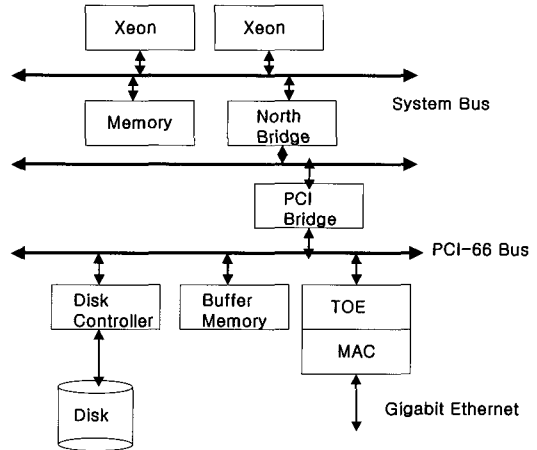 Xeon
Xeon
System Bus
Memory
North
Bridge
PCI
Bridge
PCI-66 Bus
Disk
Controller
Buffer
Memory
TOE
MAC
Disk
Gigabit Ethernet